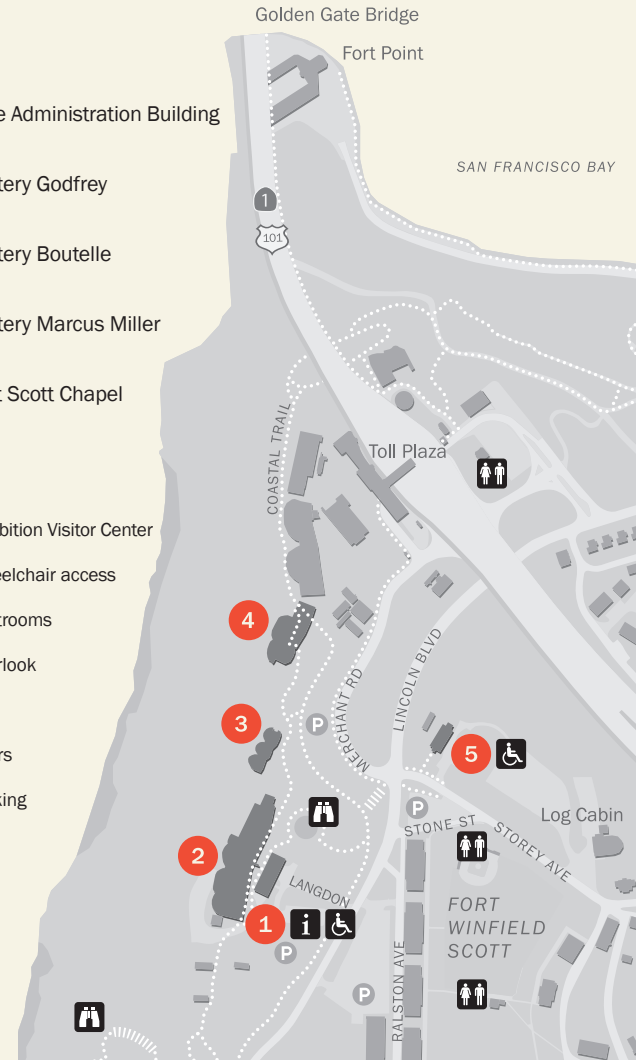 Golden Gate Bridge
Fort Point
e Administration Building
SAN FRANCISCO BAY
tery Godfrey
1
101
tery Boutelle
tery Marcus Miller
t Scott Chapel
COASTAL TRAIL
Toll Plaza
bition Visitor Center
elchair access
trooms
4
LINCOLN BLVD
erlook
MERCHANT RD
3
P
5
rs
king
P
Log Cabin
STONE ST
STOREY AVE
2
LANGDON
FORT
WINFIELD
SCOTT
1
i
P
RALSTON AVE
P